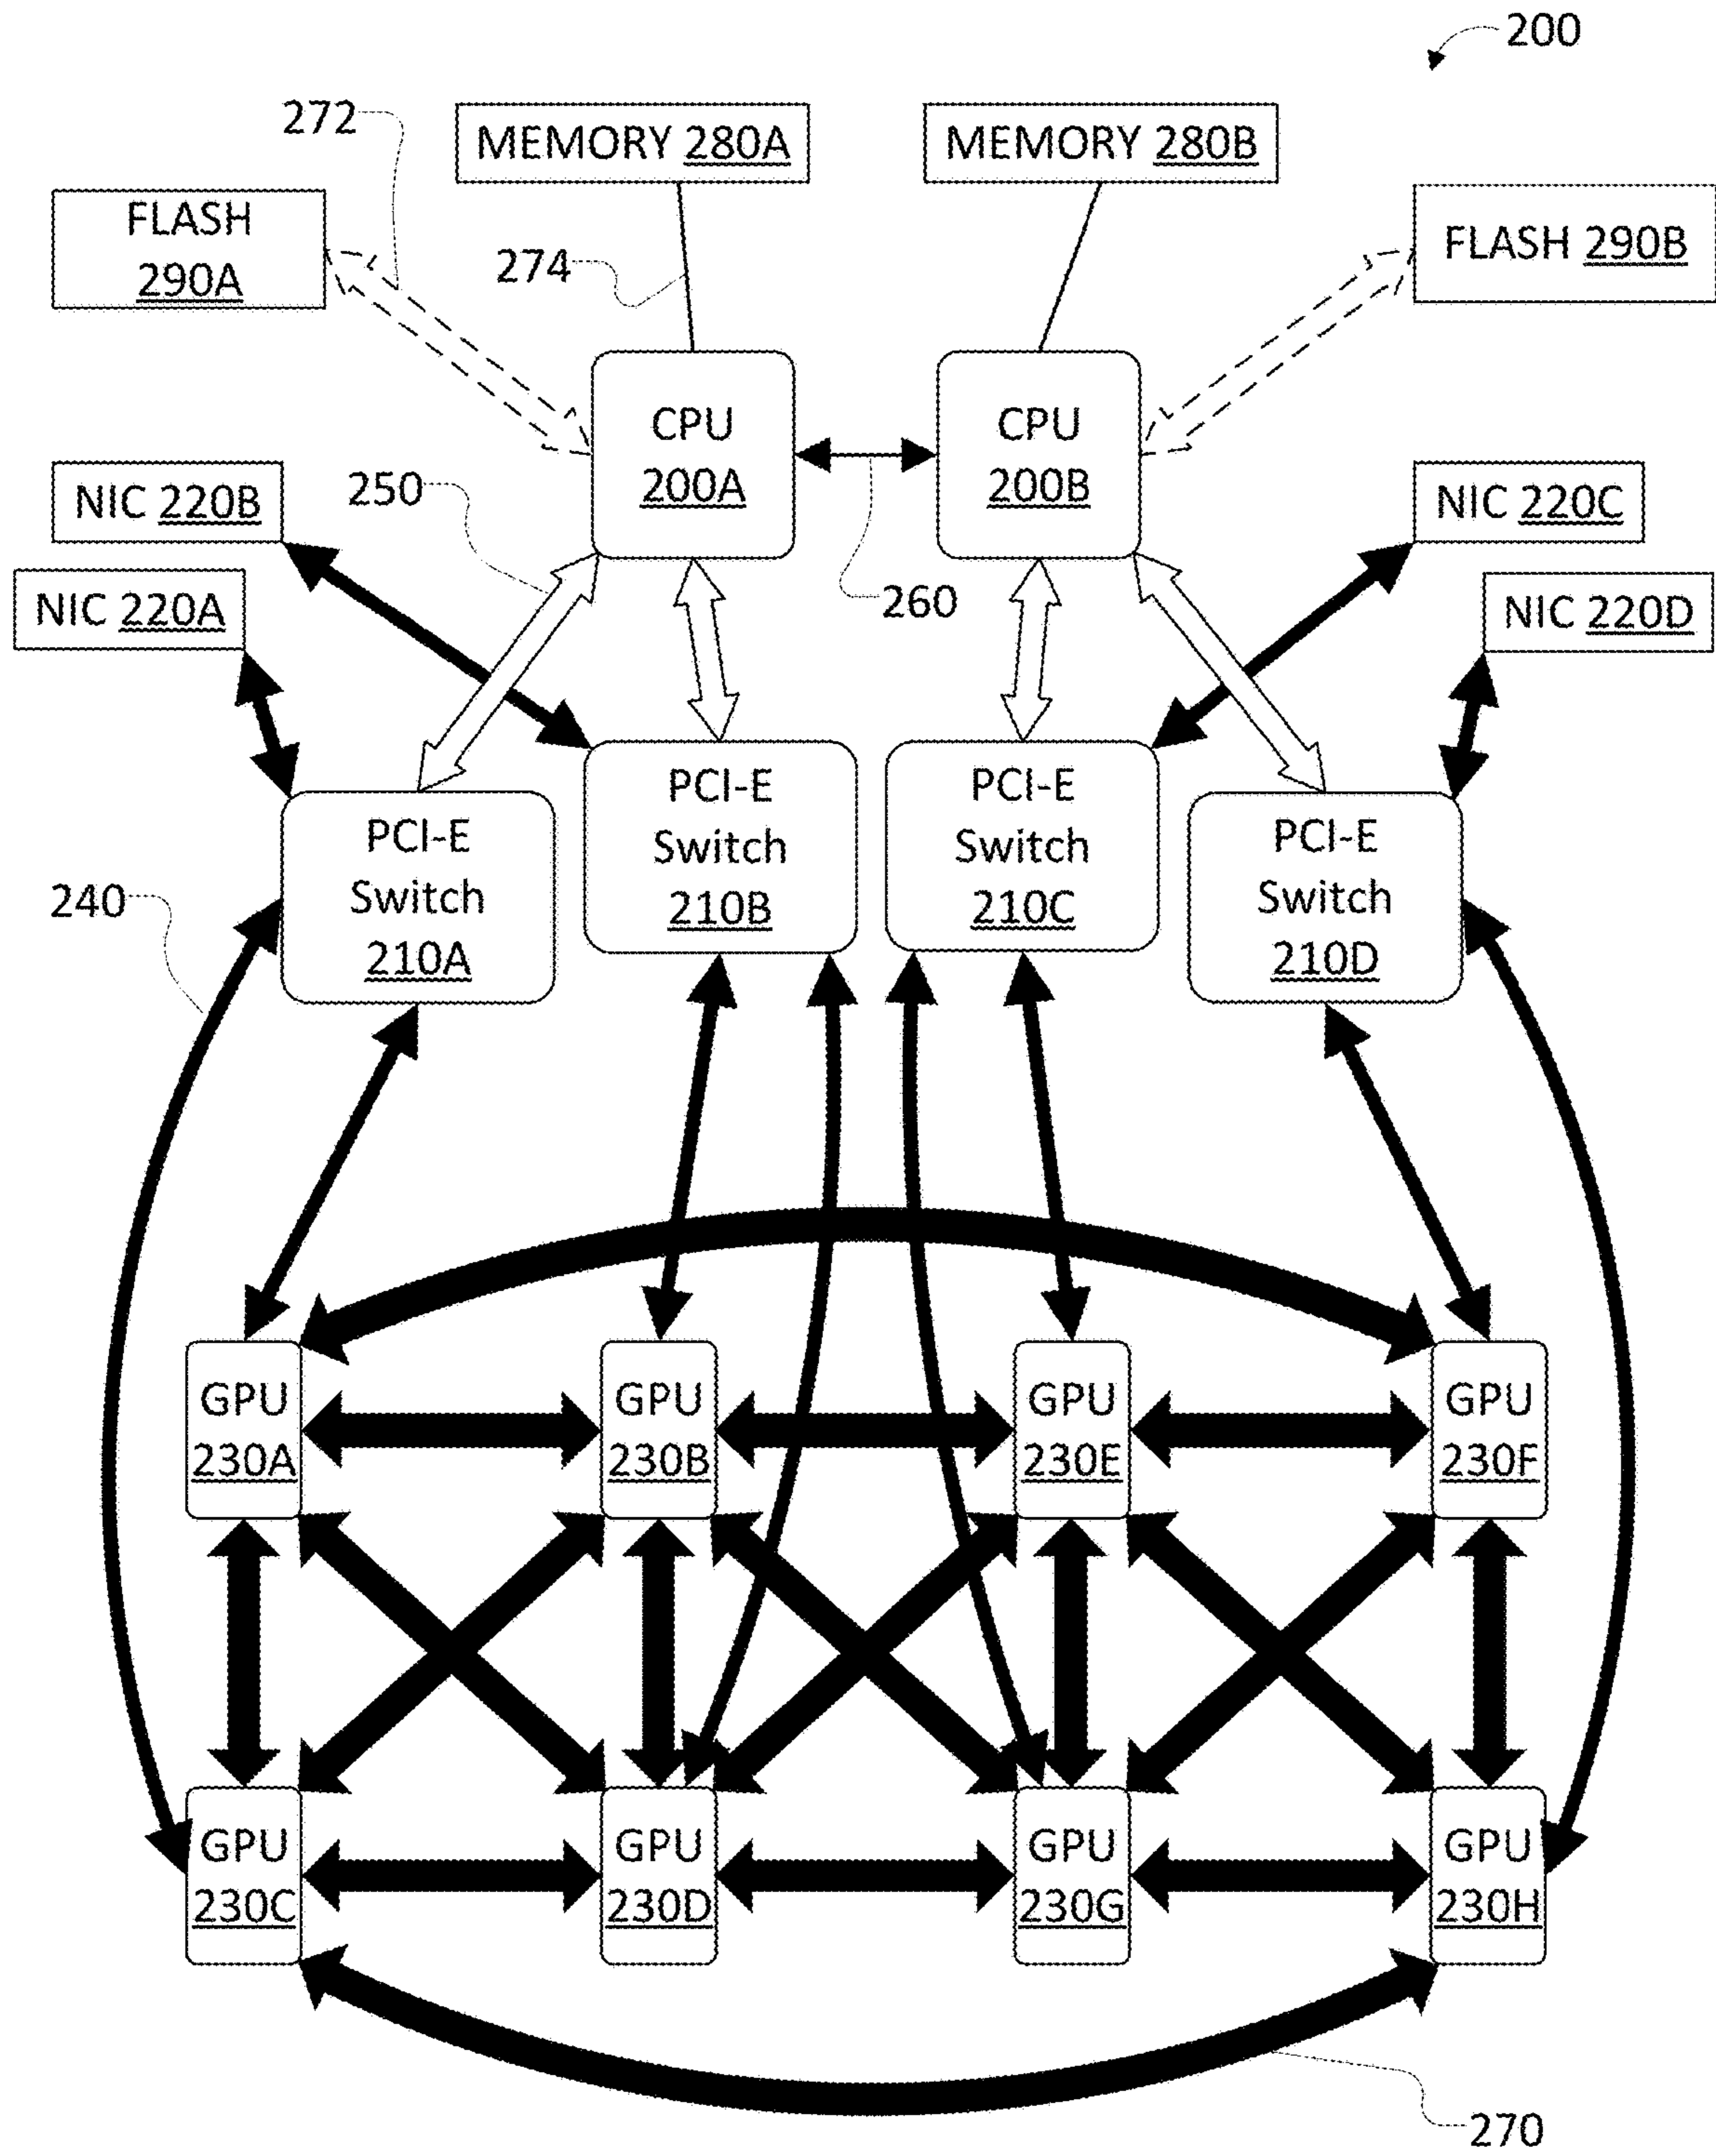 200
272
MEMORY 280A
MEMORY 280B
FLASH
290A
FLASH 290B
274
CPU
200A
CPU
200B
NIC 220B
250
NIC 220C
NIC 220A
260
NIC 220D
PCI-E
Switch
210A
PCI-E
Switch
210B
PCI-E
Switch
210C
PCI-E
Switch
210D
240
GPU
230A
GPU
230B
GPU
230E
GPU
230F
GPU
230C
GPU
230D
GPU
230G
GPU
230H
270